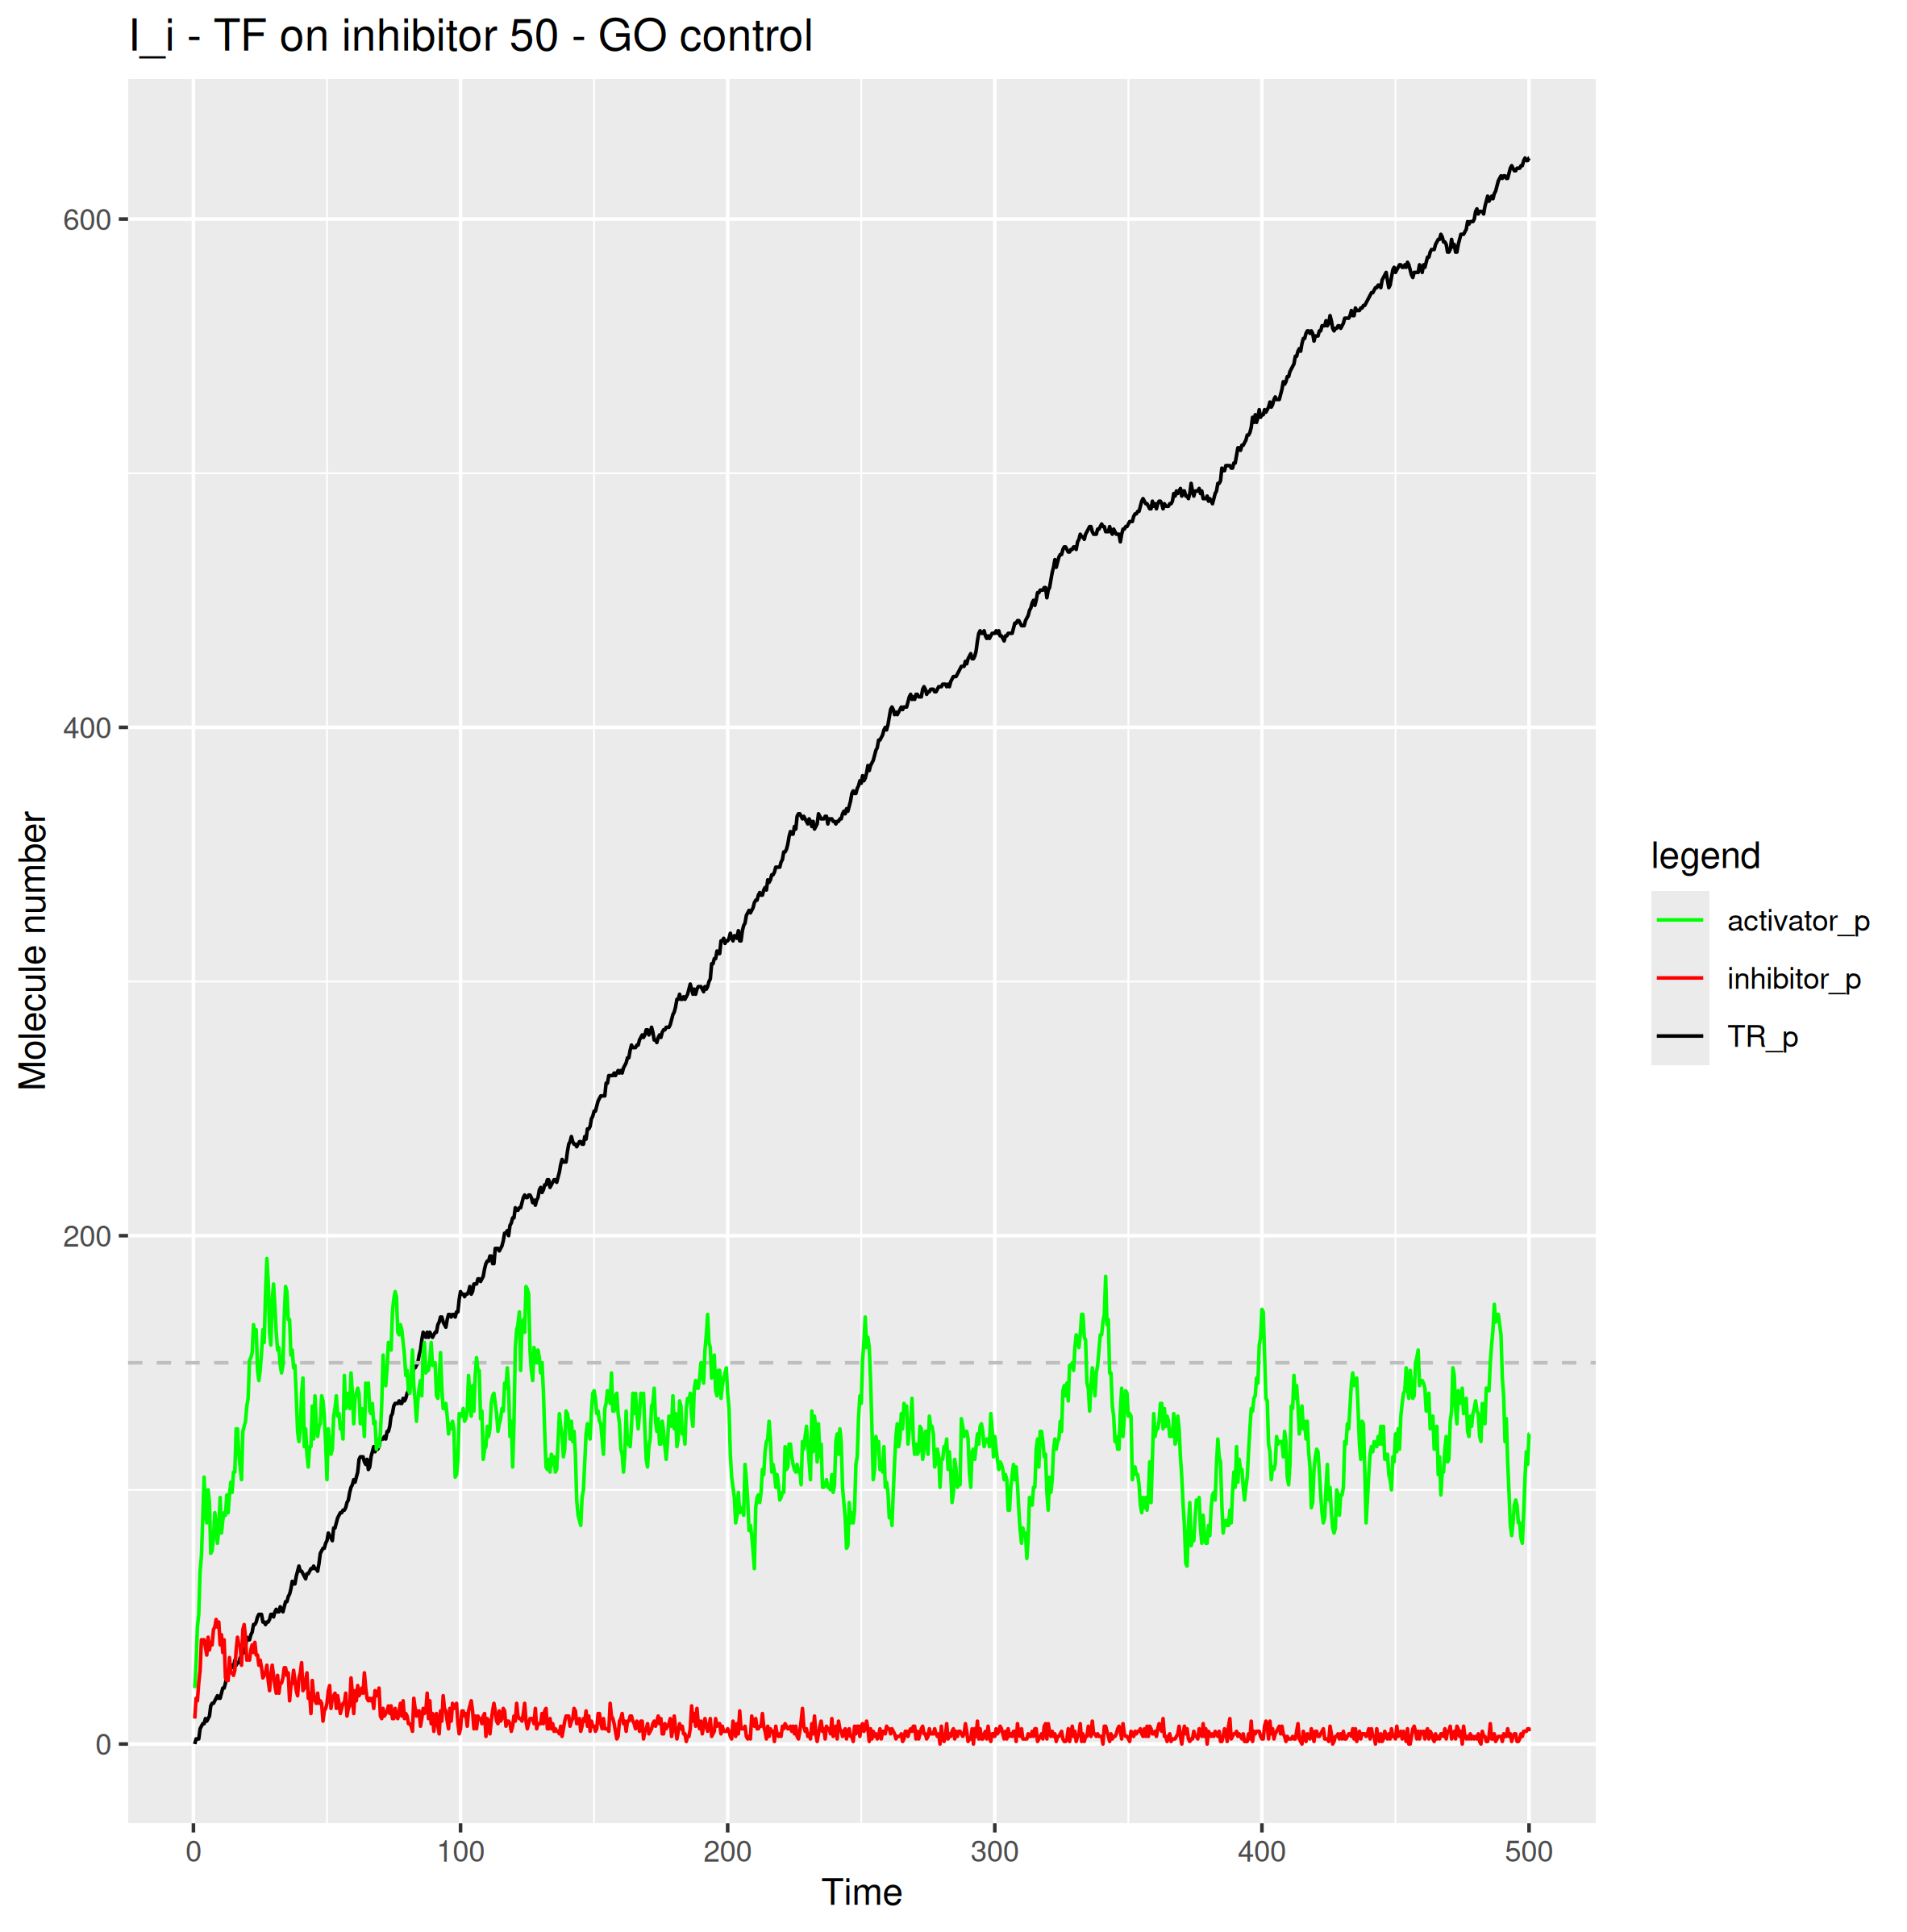 I_i - TF on inhibitor 50 - GO control
Molecule number
600
400
200
0
0 100 200 300 400 500
Time
legend
activator_p
inhibitor_p
TR_p